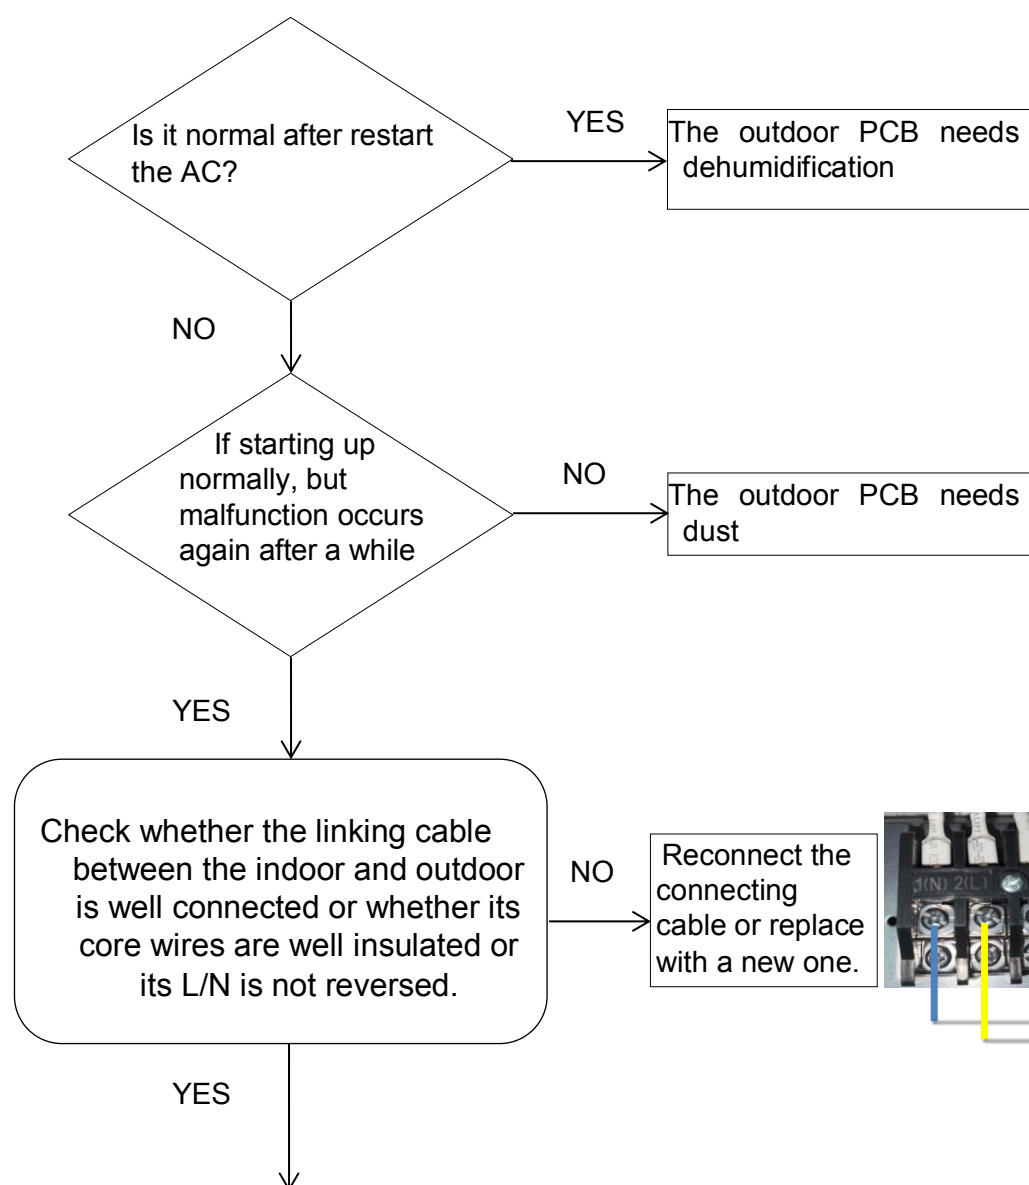 Is it normal after restart
the AC?
YES
The outdoor PCB needs
dehumidification
NO
If starting up
normally, but
malfunction occurs
again after a while
NO
The outdoor PCB needs
dust
YES
Check whether the linking cable
between the indoor and outdoor
is well connected or whether its
core wires are well insulated or
its L/N is not reversed.
NO
Reconnect the
connecting
cable or replace
with a new one.
1(N) 2(L)
YES